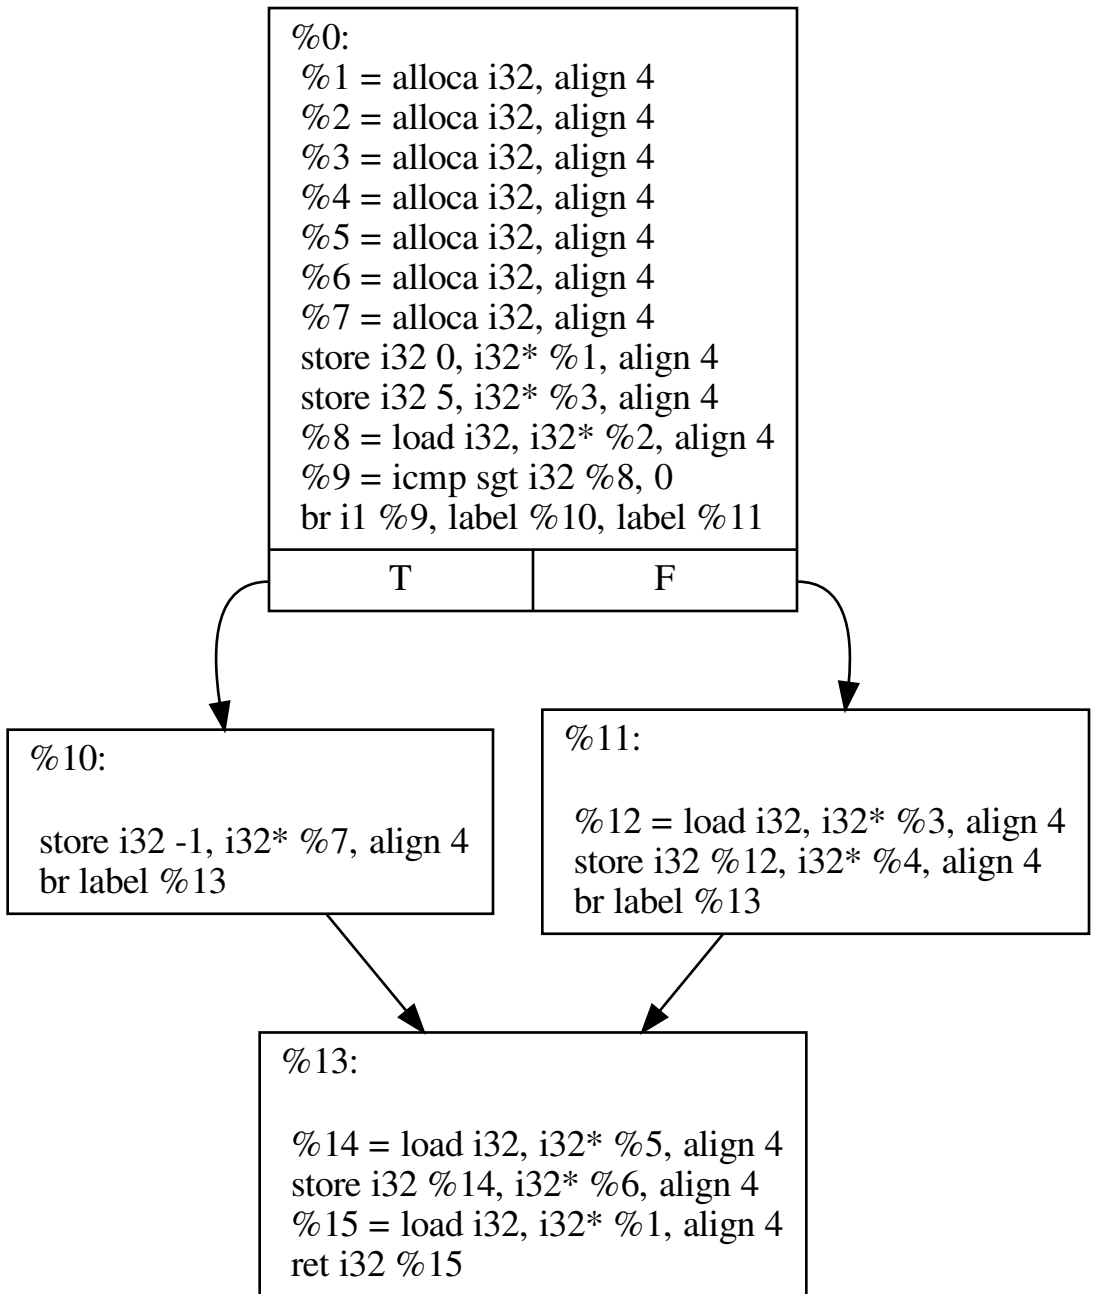 %0:
%1 = alloca i32, align 4
%2 = alloca i32, align 4
%3 = alloca i32, align 4
%4 = alloca i32, align 4
%5 = alloca i32, align 4
%6 = alloca i32, align 4
%7 = alloca i32, align 4
store i32 0, i32* %1, align 4
store i32 5, i32* %3, align 4
%8 = load i32, i32* %2, align 4
%9 = icmp sgt i32 %8, 0
br i1 %9, label %10, label %11
T
F
%10:
store i32 -1, i32* %7, align 4
br label %13
%11:
%12 = load i32, i32* %3, align 4
store i32 %12, i32* %4, align 4
br label %13
%13:
%14 = load i32, i32* %5, align 4
store i32 %14, i32* %6, align 4
%15 = load i32, i32* %1, align 4
ret i32 %15